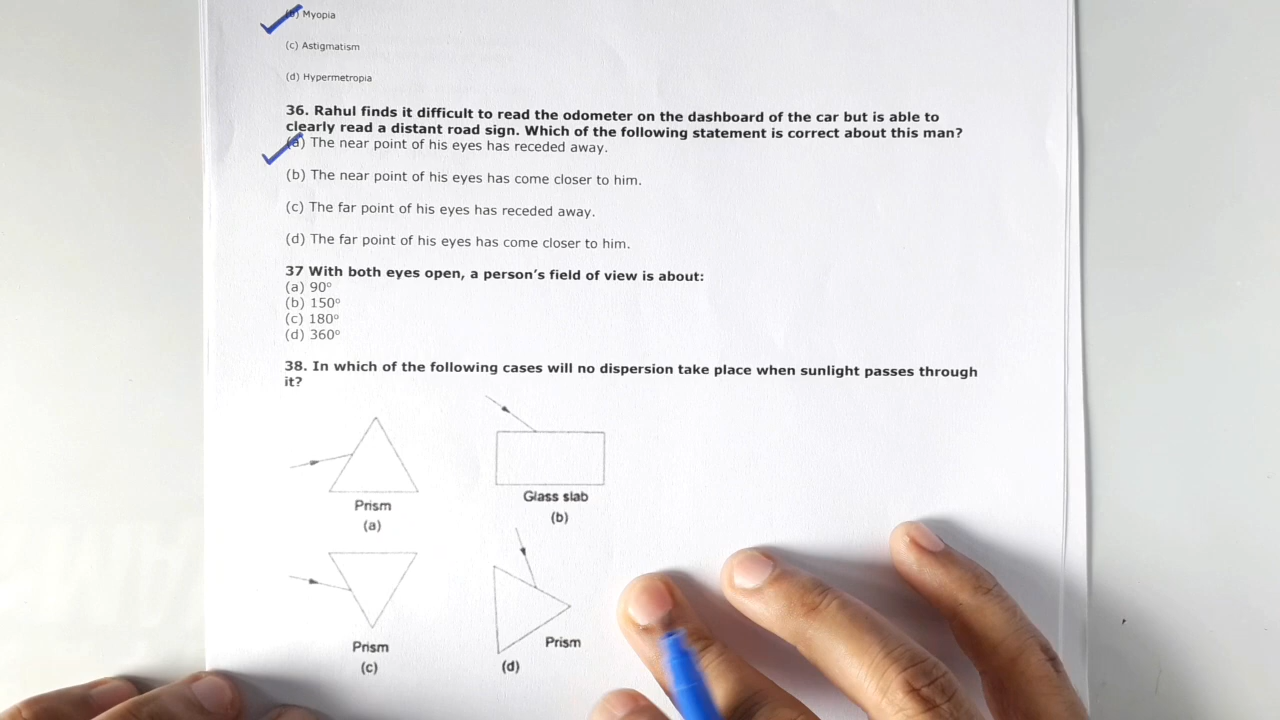 (b) Myopia
(c) Astigmatism
(d) Hypermetropia
36. Rahul finds it difficult to read the odometer on the dashboard of the car but is able to
clearly read a distant road sign. Which of the following statement is correct about this man?
(a) The near point of his eyes has receded away.
(b) The near point of his eyes has come closer to him.
(c) The far point of his eyes has receded away.
(d) The far point of his eyes has come closer to him.
37 With both eyes open, a person’s field of view is about:
(a) 90º
(b) 150º
(c) 180º
(d) 360º
38. In which of the following cases will no dispersion take place when sunlight passes through
it?
Prism
(a)
Glass slab
(b)
Prism
(c)
Prism
(d)